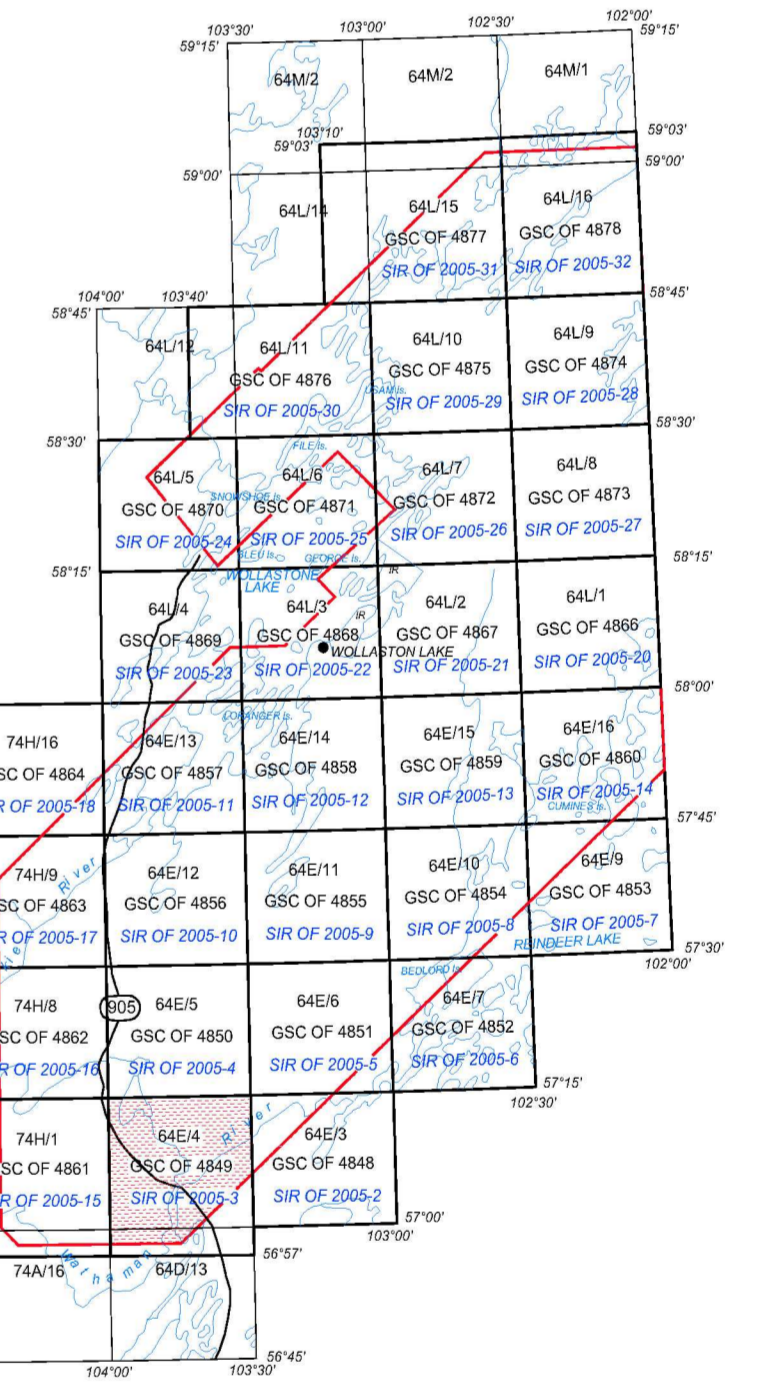 103°30'
103°00'
102°30'
102°00'
59°15'
59°15'
64M/2
64M/2
64M/1
103°10'
59°03'
59°03'
59°00'
59°00'
64L/14
64L/15
GSC OF 4877
SIR OF 2005-31
64L/16
GSC OF 4878
SIR OF 2005-32
104°00'
103°40'
58°45'
58°45'
64L/12
64L/11
GSC OF 4876
SIR OF 2005-30
64L/10
GSC OF 4875
SIR OF 2005-29
64L/9
GSC OF 4874
SIR OF 2005-28
USAM Is.
58°30'
58°30'
FILE Is.
64L/5
GSC OF 4870
SIR OF 2005-24
SNOWSHOE Is.
64L/6
GSC OF 4871
SIR OF 2005-25
64L/7
GSC OF 4872
SIR OF 2005-26
64L/8
GSC OF 4873
SIR OF 2005-27
BLEU Is.
GEORGE Is.
58°15'
58°15'
WOLLASTONE
LAKE
IR
64L/4
GSC OF 4869
SIR OF 2005-23
64L/3
IR
GSC OF 4868
WOLLASTON LAKE
SIR OF 2005-22
64L/2
GSC OF 4867
SIR OF 2005-21
64L/1
GSC OF 4866
SIR OF 2005-20
58°00'
LORANGER Is.
74H/16
SC OF 4864
R OF 2005-18
64E/13
GSC OF 4857
SIR OF 2005-11
64E/14
GSC OF 4858
SIR OF 2005-12
64E/15
GSC OF 4859
SIR OF 2005-13
64E/16
GSC OF 4860
SIR OF 2005-14
CUMINES Is.
57°45'
74H/9
River
SC OF 4863
R OF 2005-17
64E/12
GSC OF 4856
SIR OF 2005-10
64E/11
GSC OF 4855
SIR OF 2005-9
64E/10
GSC OF 4854
SIR OF 2005-8
64E/9
GSC OF 4853
SIR OF 2005-7
REINDEER LAKE
57°30'
102°00'
BEDLORD Is.
74H/8
SC OF 4862
R OF 2005-16
905
64E/5
GSC OF 4850
SIR OF 2005-4
64E/6
GSC OF 4851
SIR OF 2005-5
64E/7
GSC OF 4852
SIR OF 2005-6
57°15'
102°30'
74H/1
SC OF 4861
R OF 2005-15
64E/4
GSC OF 4849
SIR OF 2005-3
River
64E/3
GSC OF 4848
SIR OF 2005-2
57°00'
103°00'
56°57'
Wathaman
74A/16
64D/13
56°45'
104°00'
103°30'